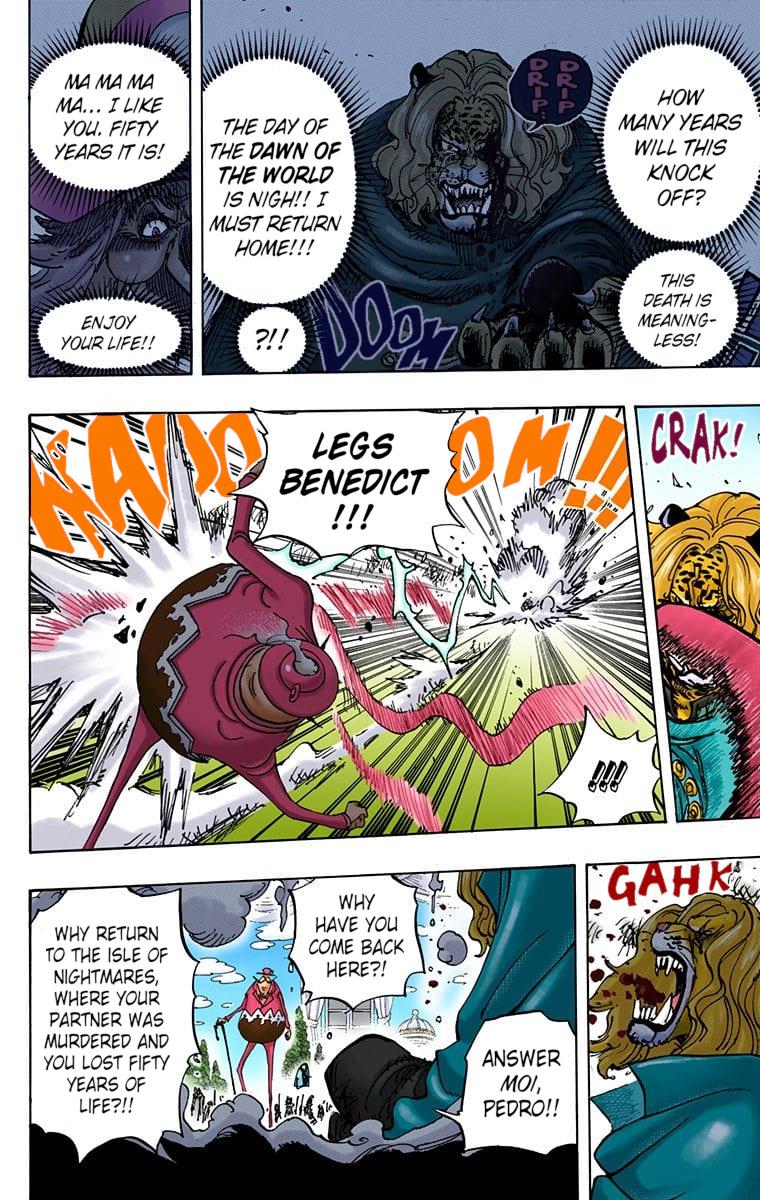 HOW
MANY YEARS
WILL THIS
KNOCK
OFF?
THIS
DEATH IS
MEANING-
LESS!
DRIP
DRIP..
THE DAY OF
THE DAWN OF
THE WORLD
IS NIGH!! I
MUST RETURN
HOME!!!
DOOM
?!!
MA MA MA
MA... I LIKE
YOU. FIFTY
YEARS IT IS!
ENJOY
YOUR LIFE!!
CRAK!
LEGS
BENEDICT
!!!
WADOOOM!!!
!!!
GAHK
ANSWER
MOI,
PEDRO!!
WHY
HAVE YOU
COME BACK
HERE?!
WHY RETURN
TO THE ISLE OF
NIGHTMARES,
WHERE YOUR
PARTNER WAS
MURDERED AND
YOU LOST FIFTY
YEARS OF
LIFE?!!